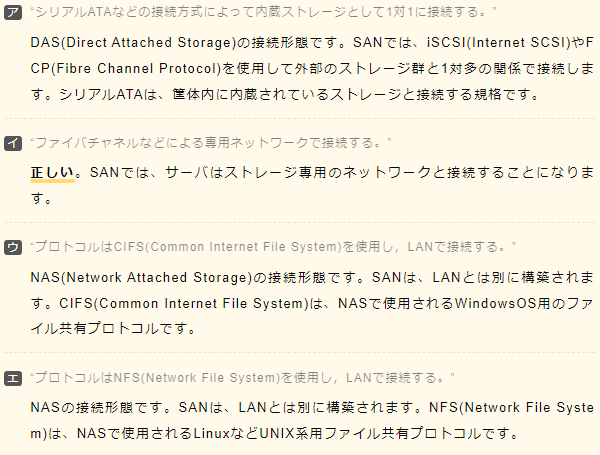 ア “シリアルATAなどの接続方式によって内蔵ストレージとして1対1に接続する。”
DAS(Direct Attached Storage)の接続形態です。SANでは、iSCSI(Internet SCSI)やF
CP(Fibre Channel Protocol)を使用して外部のストレージ群と1対多の関係で接続しま
す。シリアルATAは、筐体内に内蔵されているストレージと接続する規格です。
イ “ファイバチャネルなどによる専用ネットワークで接続する。”
正しい。SANでは、サーバはストレージ専用のネットワークと接続することになりま
す。
ウ “プロトコルはCIFS(Common Internet File System)を使用し，LANで接続する。”
NAS(Network Attached Storage)の接続形態です。SANは、LANとは別に構築されま
す。CIFS(Common Internet File System)は、NASで使用されるWindowsOS用のファ
イル共有プロトコルです。
エ “プロトコルはNFS(Network File System)を使用し，LANで接続する。”
NASの接続形態です。SANは、LANとは別に構築されます。NFS(Network File Syste
m)は、NASで使用されるLinuxなどUNIX系用ファイル共有プロトコルです。